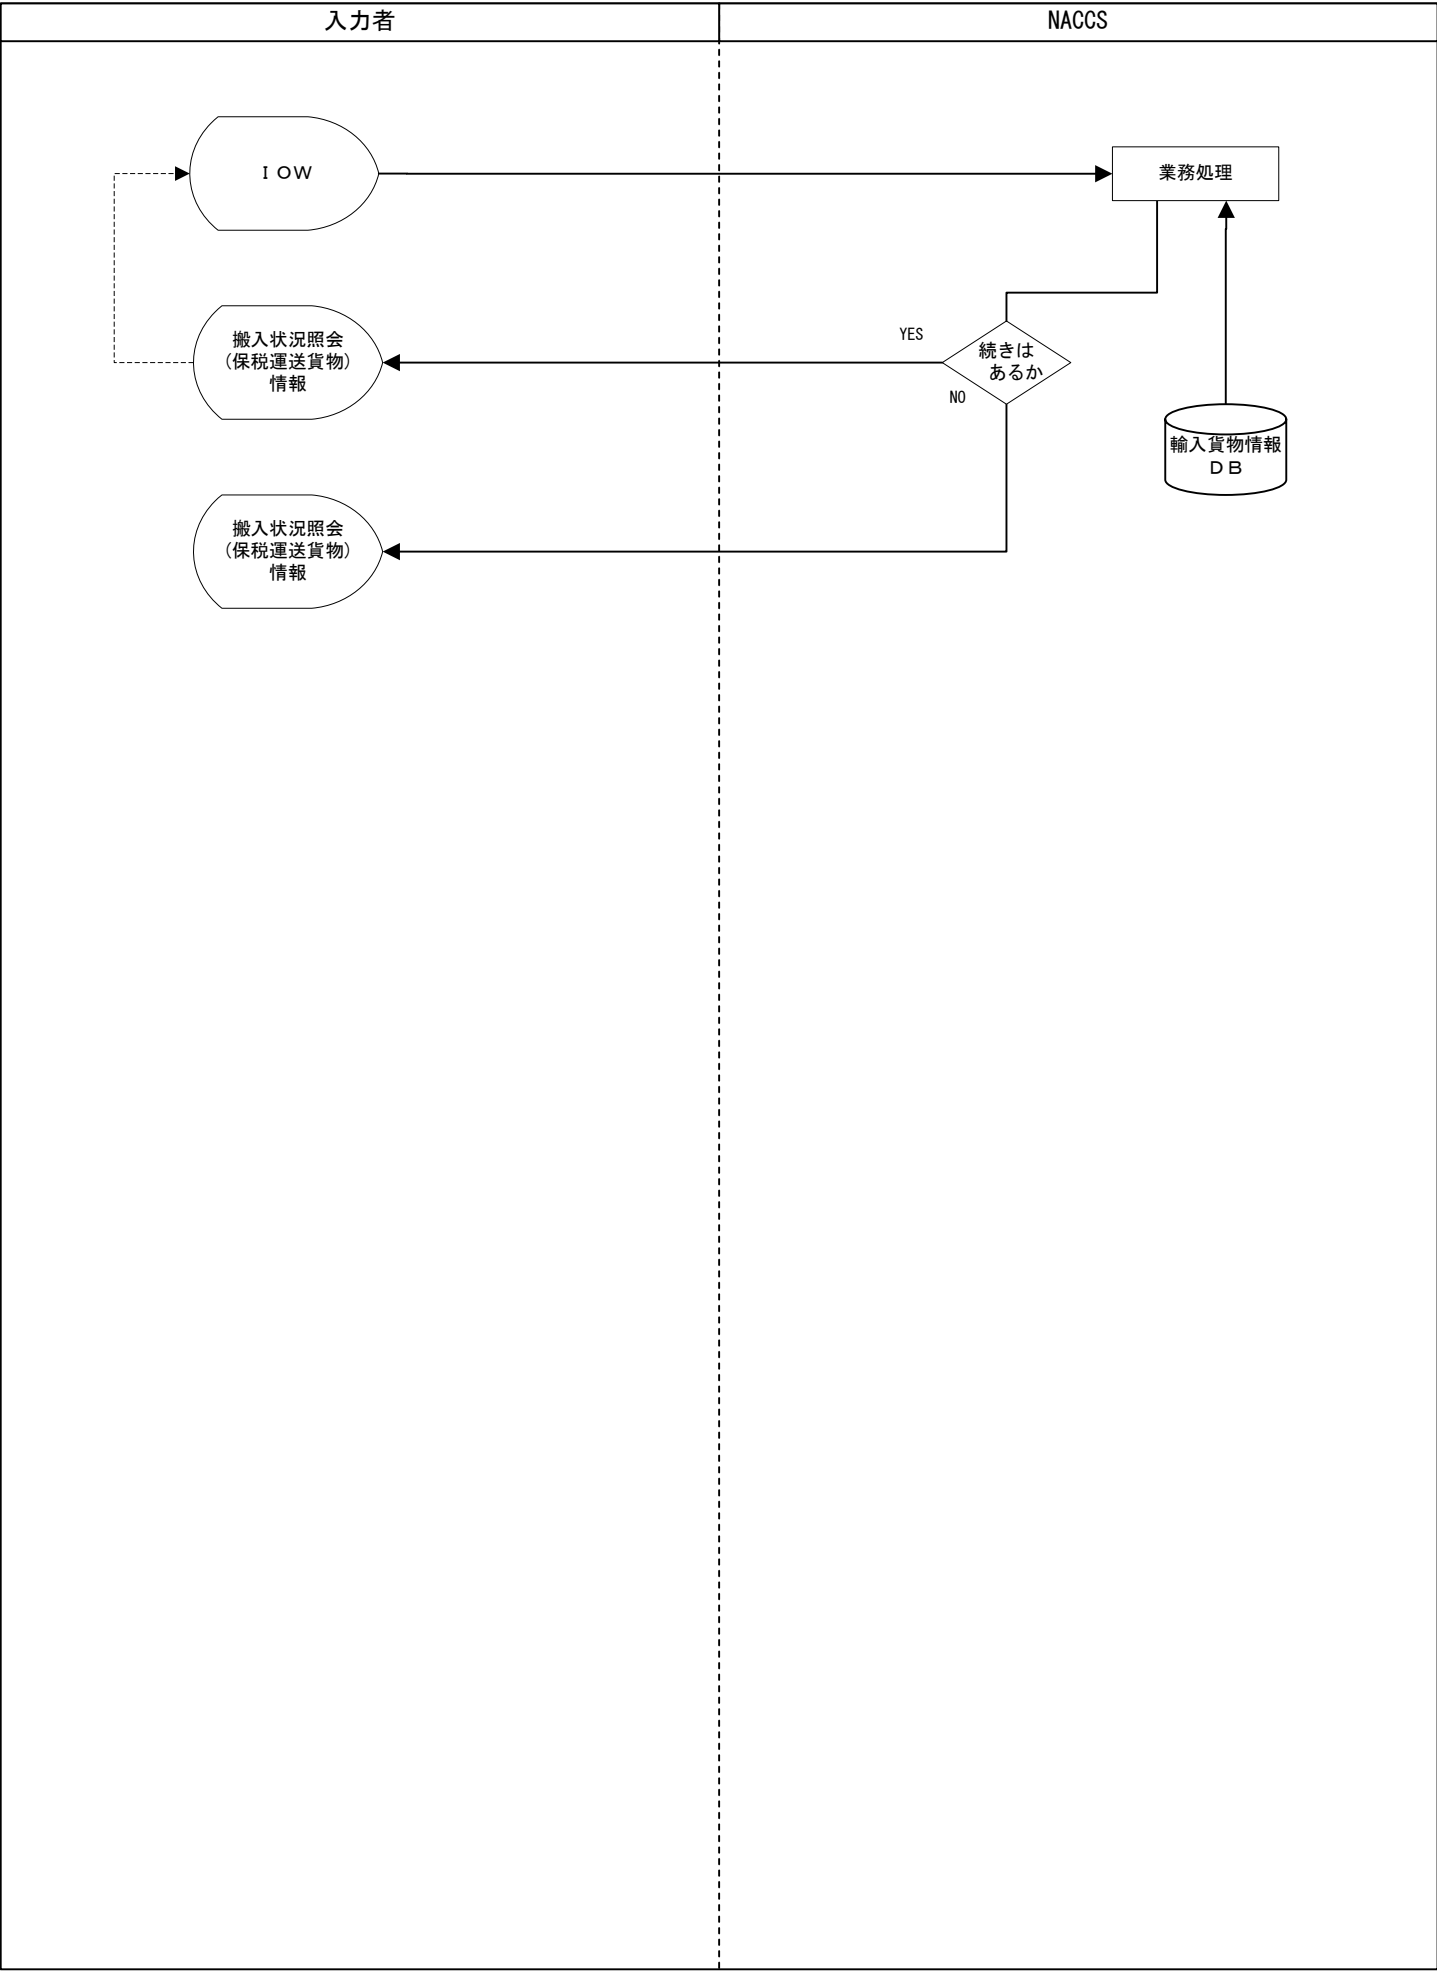 入力者
NACCS
ＩＯＷ
業務処理
搬入状況照会
（保税運送貨物）
情報
YES
続きは
あるか
NO
輸入貨物情報
ＤＢ
搬入状況照会
（保税運送貨物）
情報